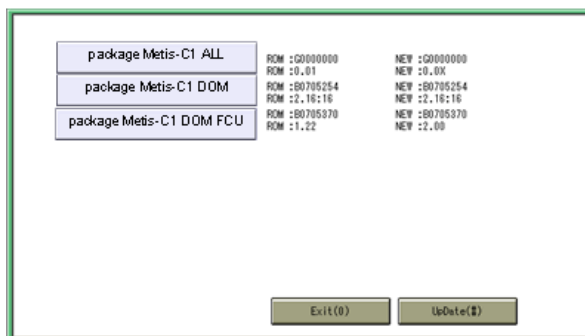 package Metis-C1 ALL
ROM :G0000000 NEW :G0000000
ROM :0.01 NEW :0.0X
package Metis-C1 DOM
ROM :B0705254 NEW :B0705254
ROM :2.16:16 NEW :2.16:16
package Metis-C1 DOM FCU
ROM :B0705370 NEW :B0705370
ROM :1.22 NEW :2.00
Exit(0) UpDate(#)